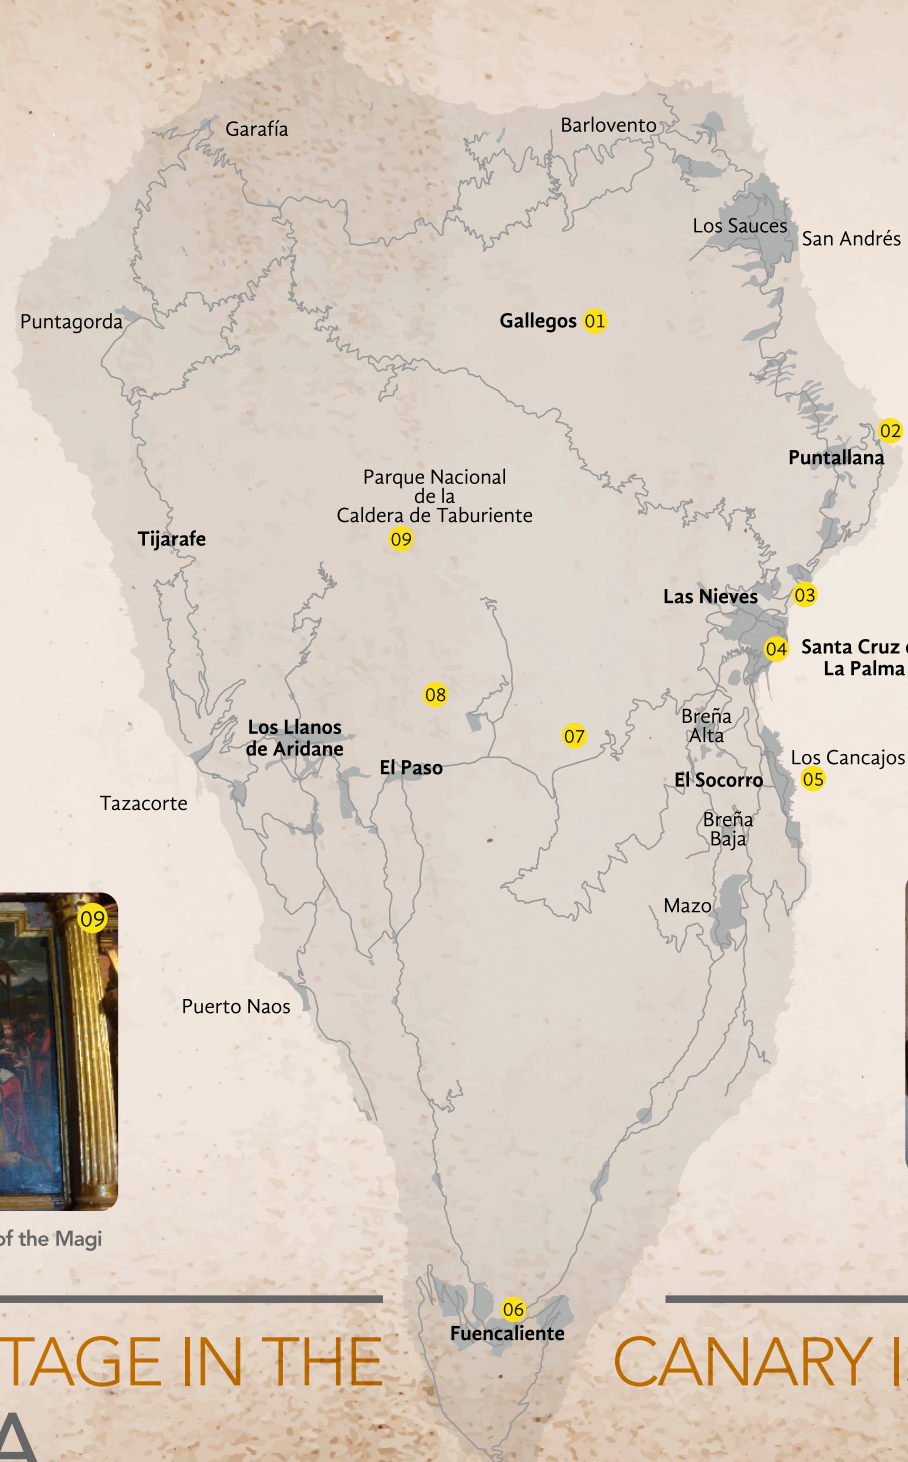 Garafía
Barlovento
Los Sauces
San Andrés
Puntagorda
Gallegos 01
02
Puntallana
Parque Nacional
de la
Caldera de Taburiente
09
Tijarafe
Las Nieves
03
04
Santa Cruz
La Palma
08
07
Breña
Alta
Los Llanos
de Aridane
El Paso
Los Cancajos
05
El Socorro
Tazacorte
Breña
Baja
Mazo
09
Puerto Naos
of the Magi
06
Fuencaliente
TAGE IN THE
CANARY I
A